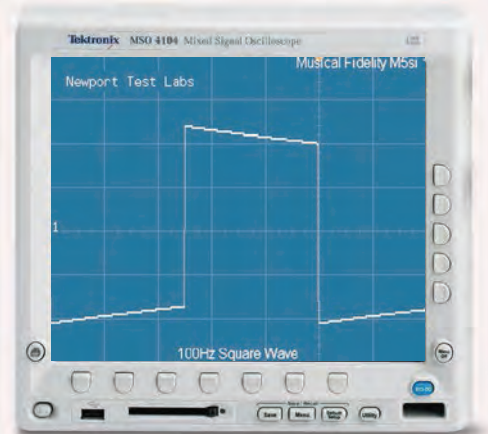 Tektronix MSO 4104 Mixed Signal Oscilloscope
Musical Fidelity M5si
Newport Test Labs
1
100Hz Square Wave
Save
Menu
Utility